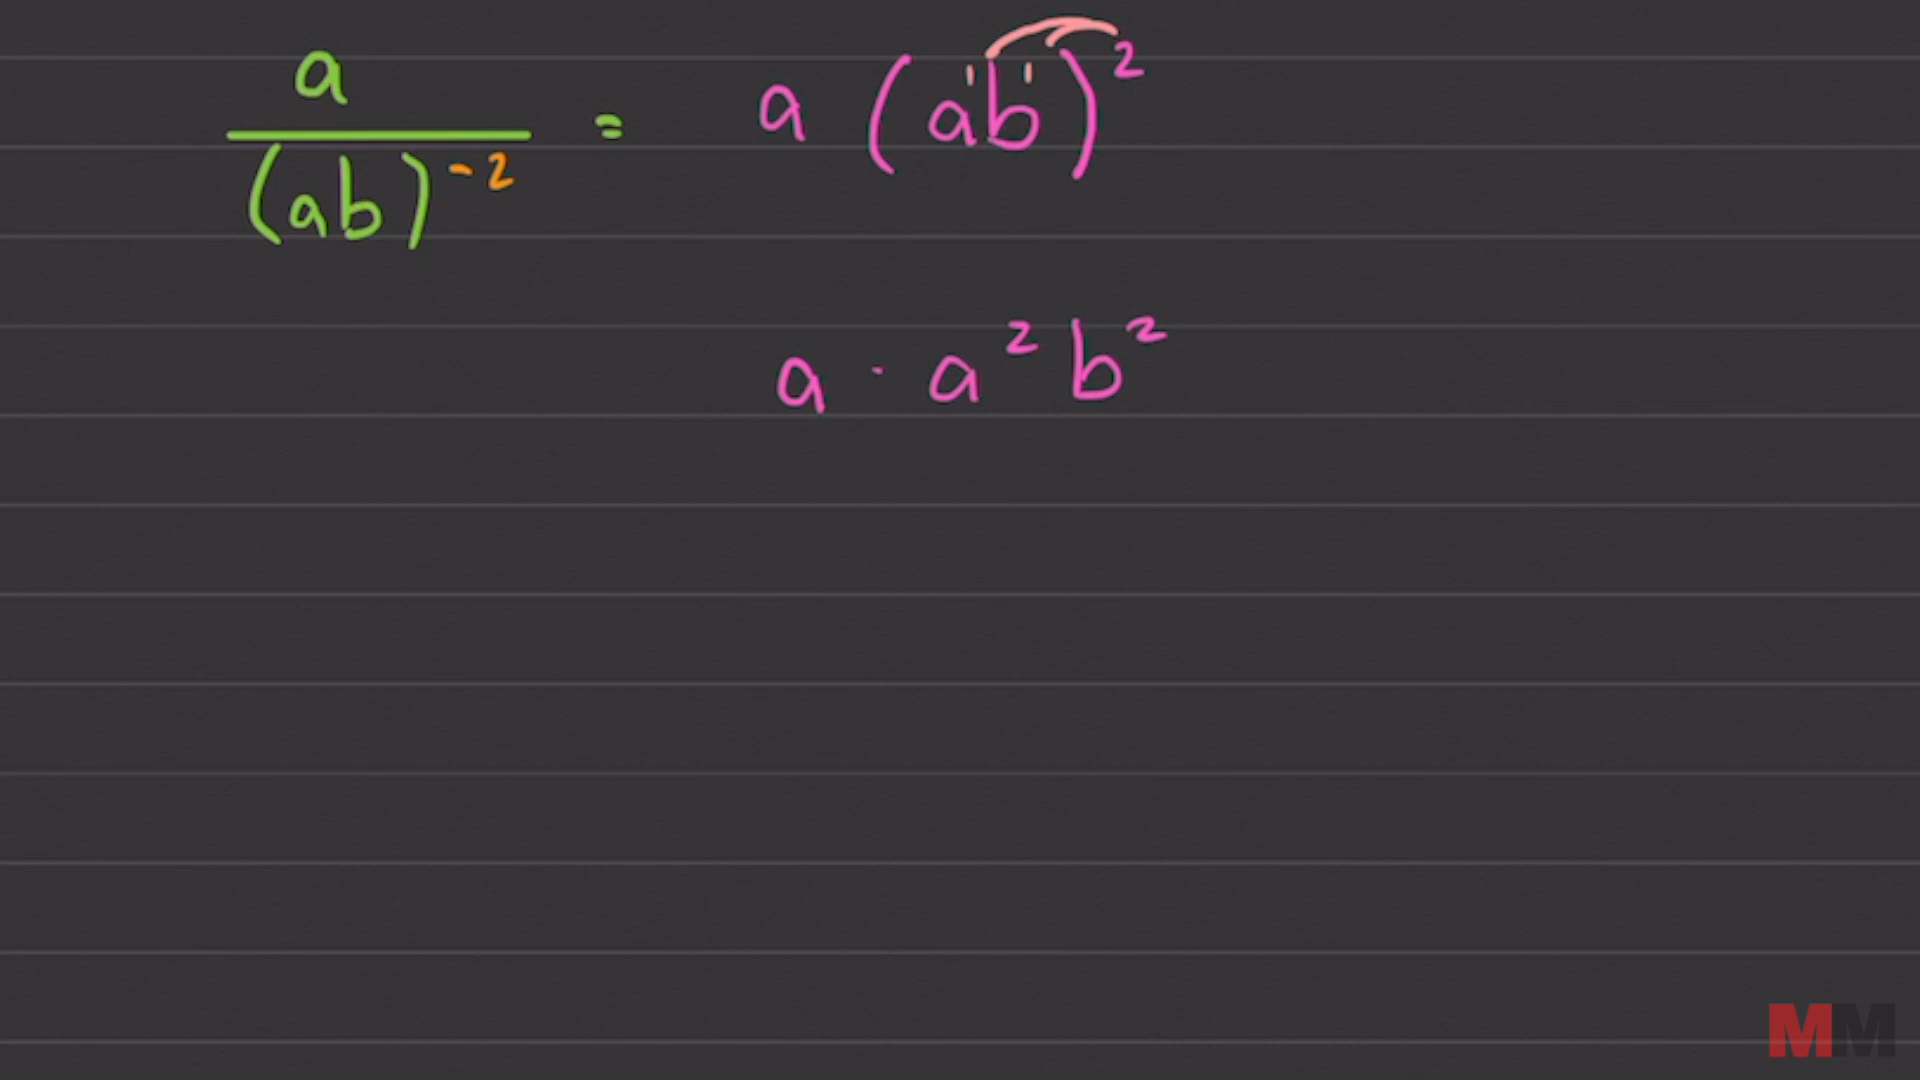 a / (ab)⁻² = a (a¹b¹)²
a · a²b²
MM